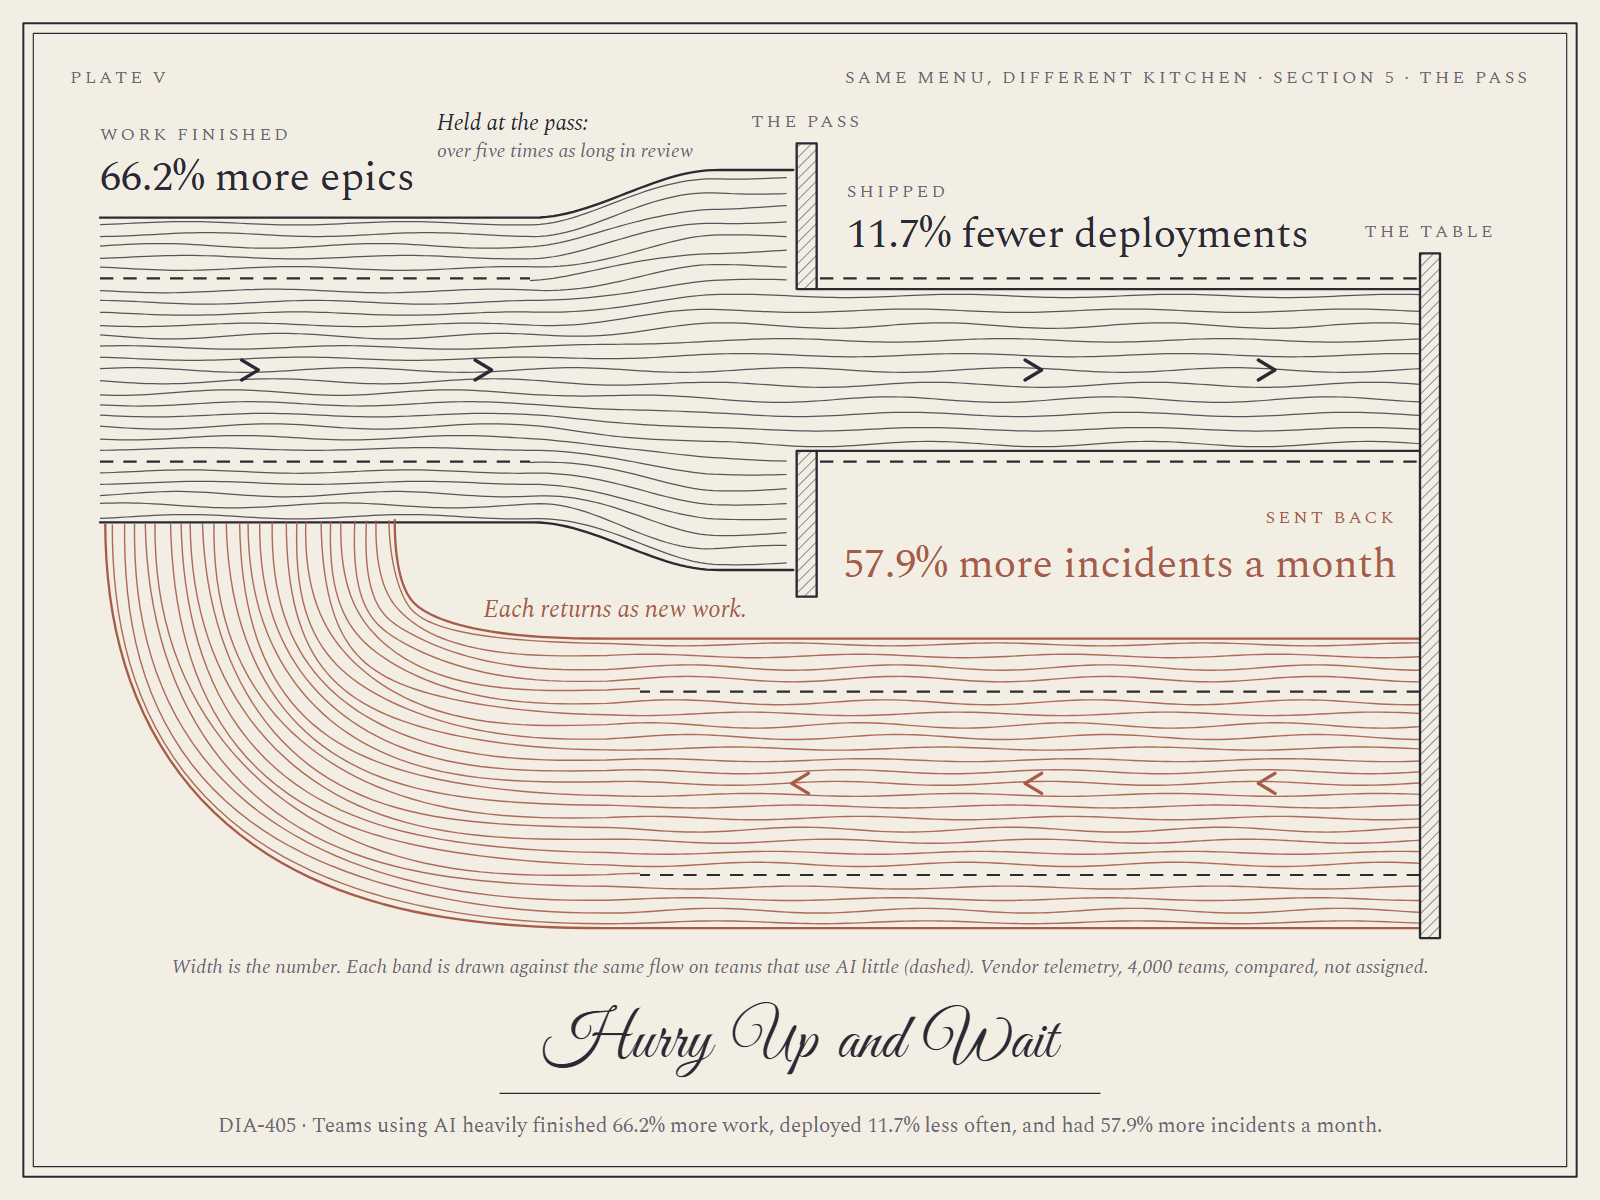 PLATE V
SAME MENU, DIFFERENT KITCHEN · SECTION 5 · THE PASS
WORK FINISHED
66.2% more epics
Held at the pass:
over five times as long in review
THE PASS
SHIPPED
11.7% fewer deployments
THE TABLE
SENT BACK
57.9% more incidents a month
Each returns as new work.
Width is the number. Each band is drawn against the same flow on teams that use AI little (dashed). Vendor telemetry, 4,000 teams, compared, not assigned.
Hurry Up and Wait
DIA-405 · Teams using AI heavily finished 66.2% more work, deployed 11.7% less often, and had 57.9% more incidents a month.